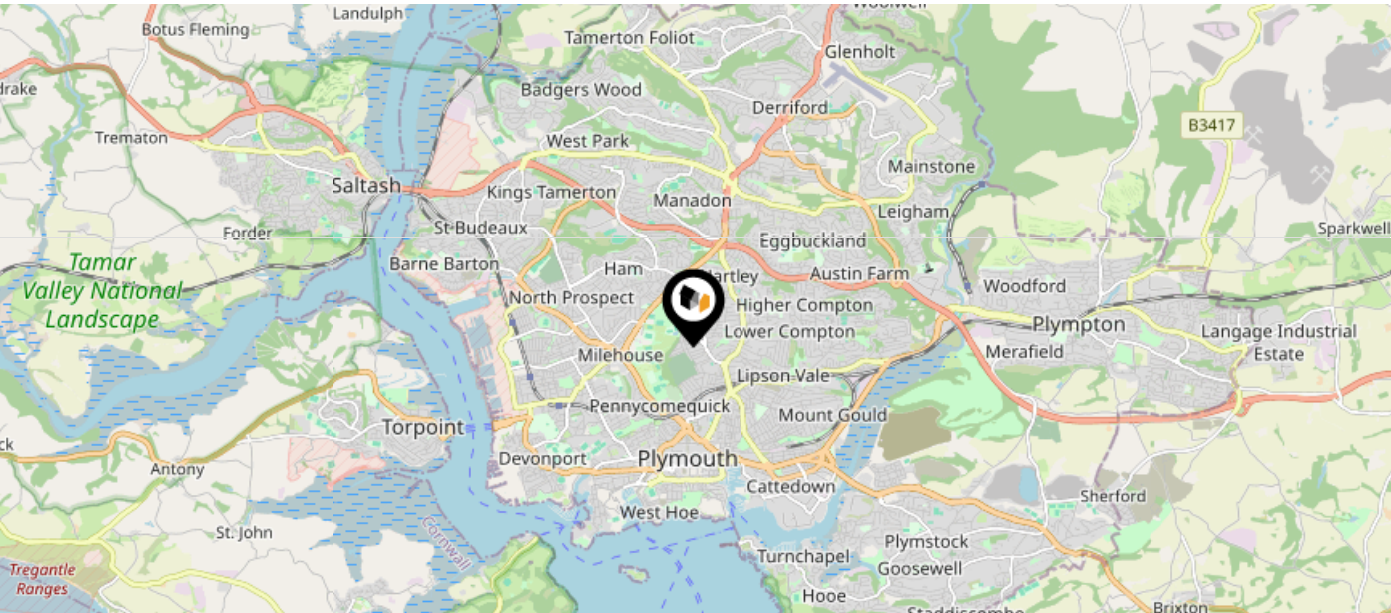 Landulph
Woolwell
Botus Fleming
Tamerton Foliot
Glenholt
drake
Badgers Wood
Derriford
B3417
Trematon
West Park
Mainstone
Saltash
Kings Tamerton
Manadon
Leigham
Forder
St Budeaux
Eggbuckland
Sparkwell
Tamar
Valley National
Landscape
Barne Barton
Ham
Hartley
Austin Farm
Woodford
North Prospect
Higher Compton
Plympton
Lower Compton
Langage Industrial
Estate
Milehouse
Merafield
Lipson Vale
Pennycomequick
Mount Gould
Torpoint
ck
Antony
Devonport
Plymouth
Cattedown
Sherford
West Hoe
St. John
Cornwall
Plymstock
Turnchapel
Goosewell
Tregantle
Ranges
Hooe
Staddiscombe
Brixton